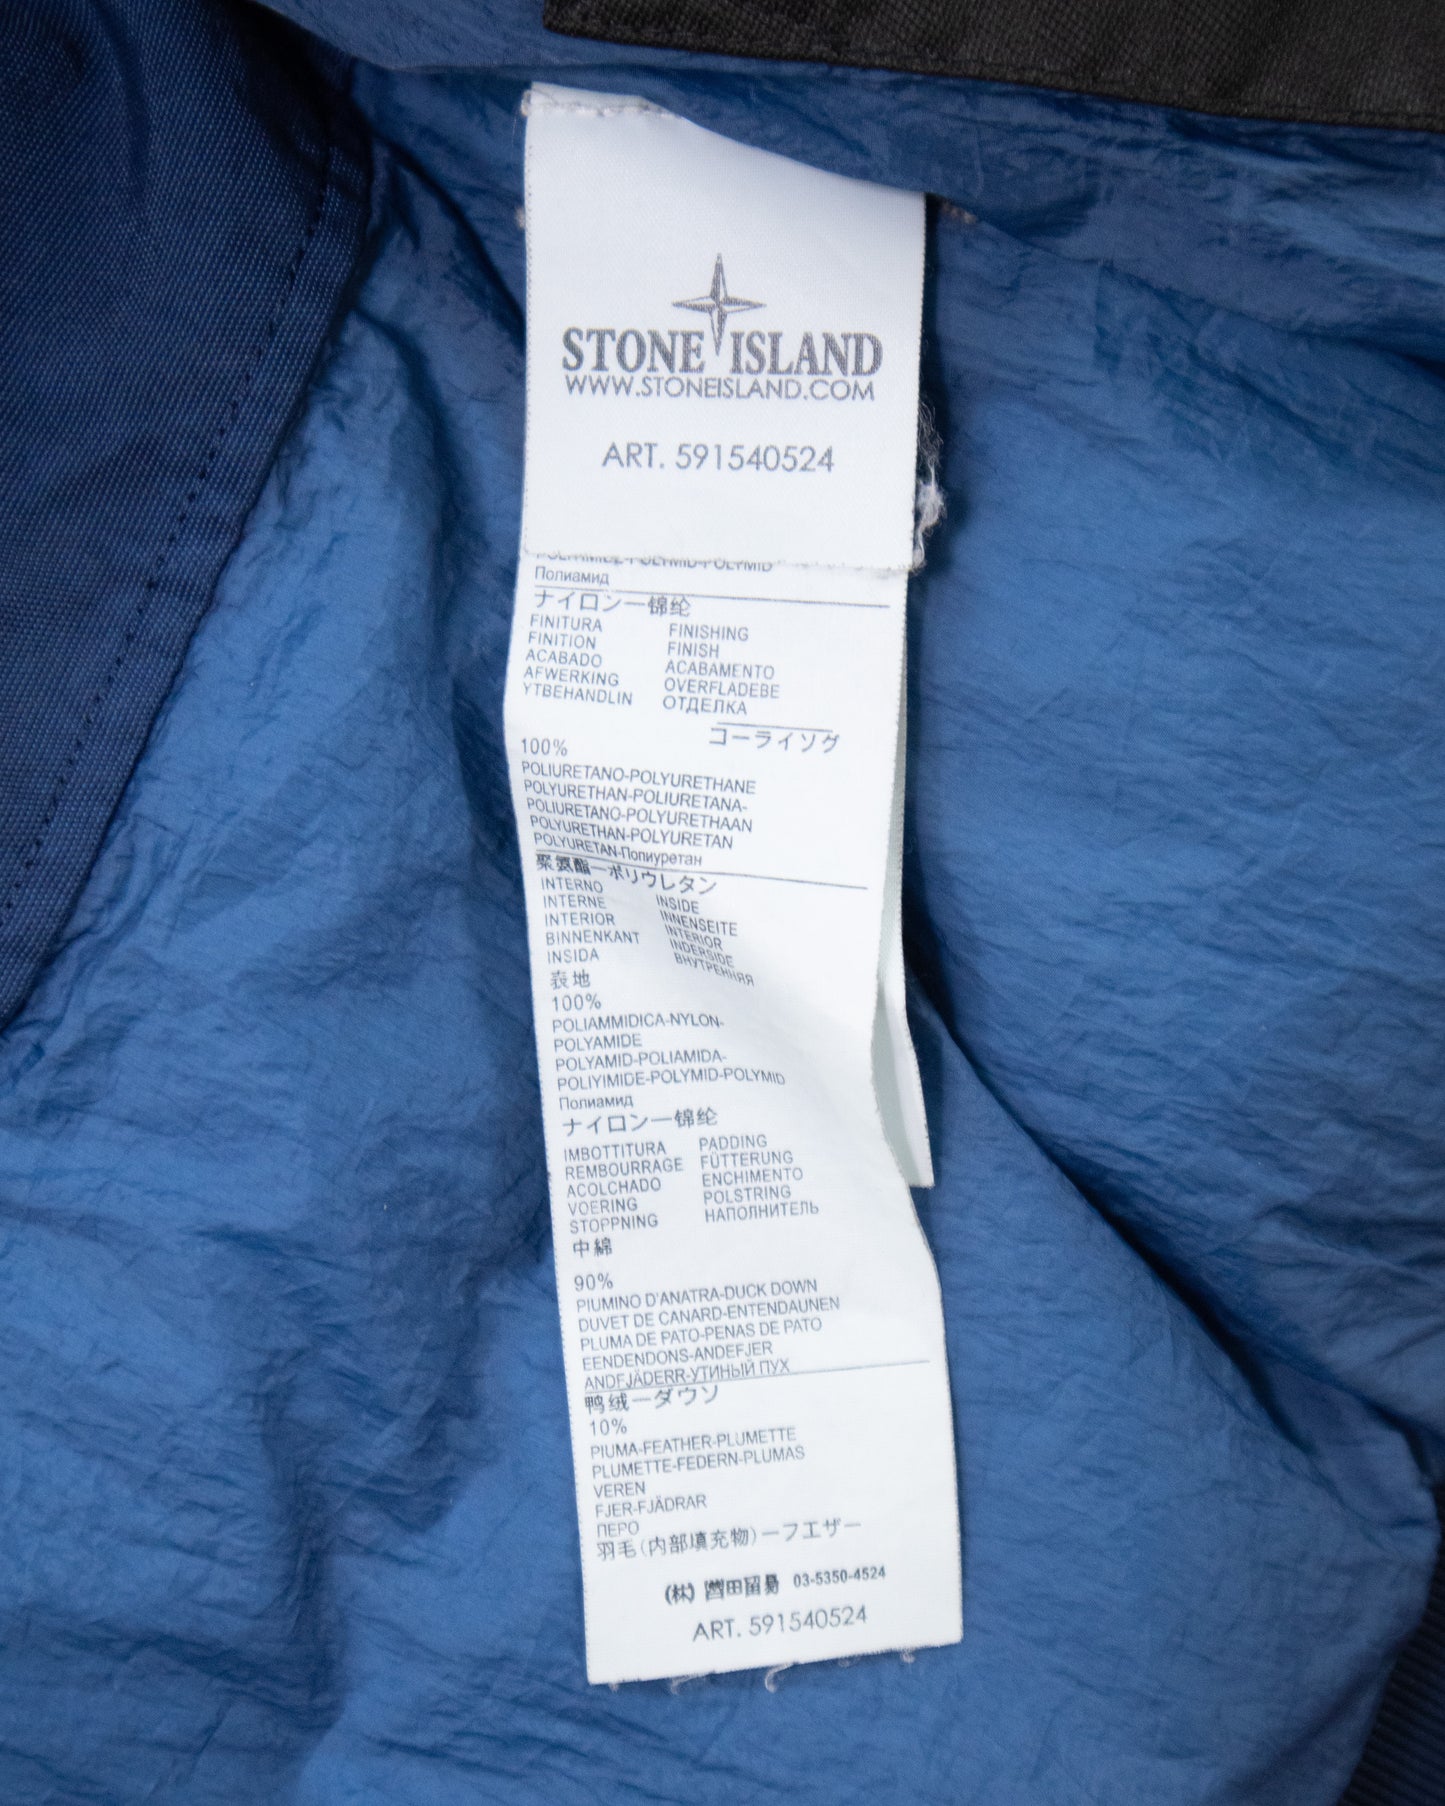 STONE ISLAND
WWW.STONEISLAND.COM
ART. 591540524
POLYAMIDE-POLYMID-POLYMID
Полиамид
ナイロン—锦纶
FINITURA FINISHING
FINITION FINISH
ACABADO ACABAMENTO
AFWERKING OVERFLADEBE
YTBEHANDLIN ОТДЕЛКА
コーライソグ
100%
POLIURETANO-POLYURETHANE
POLYURETHAN-POLIURETANA-
POLIURETANO-POLYURETHAAN
POLYURETHAN-POLYURETAN
POLYURETAN-Полиуретан
聚氨酯—ポリウレタン
INTERNO
INTERNE INSIDE
INTERIOR INNENSEITE
BINNENKANT INTERIOR
INSIDA INDERSIDE
ВНУТРЕННЯЯ
表地
100%
POLIAMMIDICA-NYLON-
POLYAMIDE
POLYAMID-POLIAMIDA-
POLIYIMIDE-POLYMID-POLYMID
Полиамид
ナイロン—锦纶
IMBOTTITURA PADDING
REMBOURRAGE FÜTTERUNG
ACOLCHADO ENCHIMENTO
VOERING POLSTRING
STOPPNING НАПОЛНИТЕЛЬ
中綿
90%
PIUMINO D'ANATRA-DUCK DOWN
DUVET DE CANARD-ENTENDAUNEN
PLUMA DE PATO-PENAS DE PATO
EENDENDONS-ANDEFJER
ANDFJÄDERR-УТИНЫЙ ПУХ
鸭绒—ダウソ
10%
PIUMA-FEATHER-PLUMETTE
PLUMETTE-FEDERN-PLUMAS
VEREN
FJER-FJÄDRAR
ПЕРО
羽毛(内部填充物)—フエザー
(株) 03-5350-4524
ART. 591540524